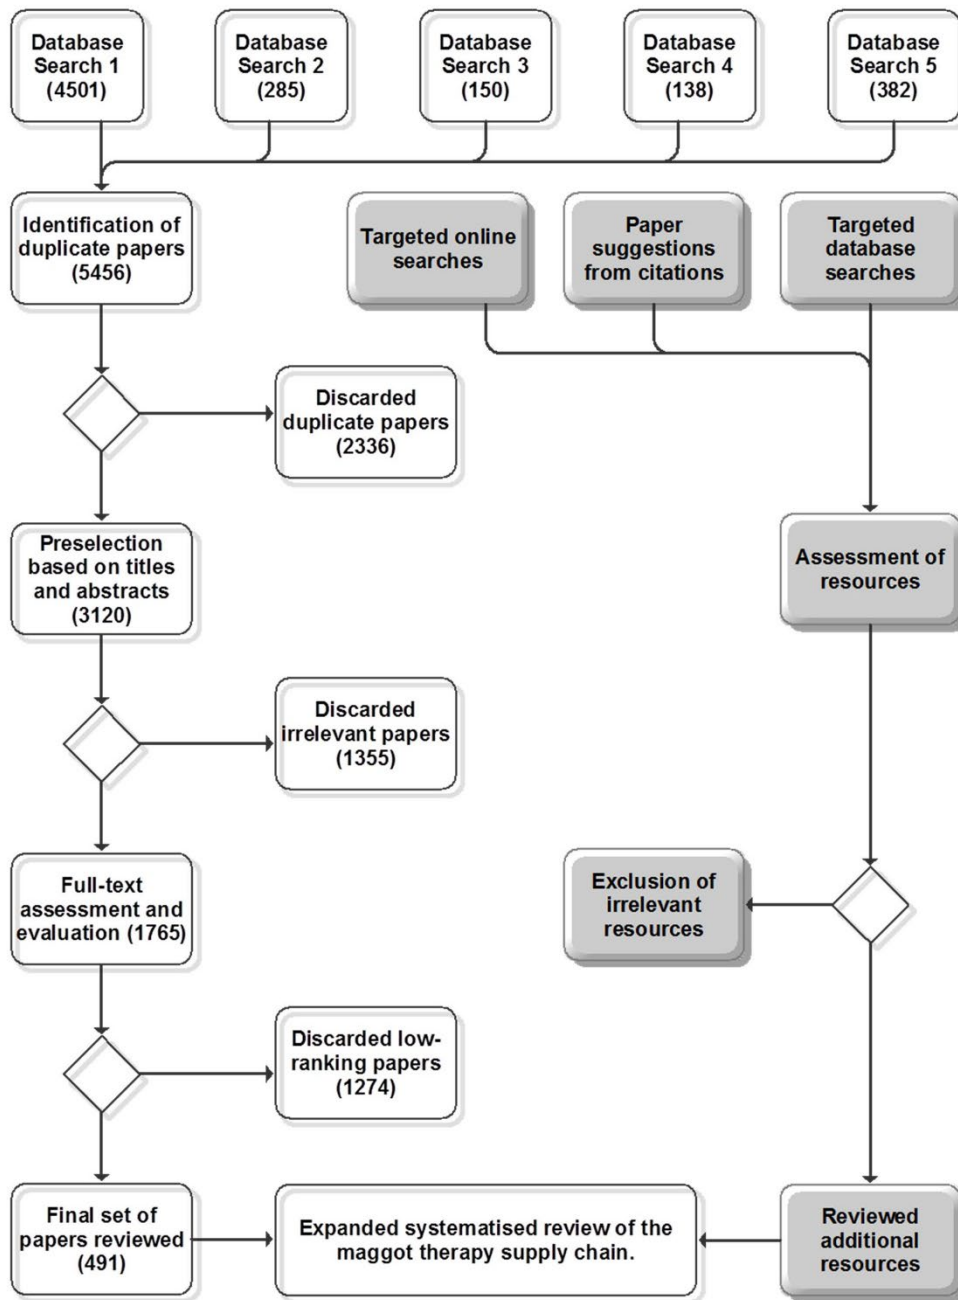 Database
Search 1
(4501)
Database
Search 2
(285)
Database
Search 3
(150)
Database
Search 4
(138)
Database
Search 5
(382)
Identification of
duplicate papers
(5456)
Targeted online
searches
Paper
suggestions
from citations
Targeted
database
searches
Discarded
duplicate papers
(2336)
Preselection
based on titles
and abstracts
(3120)
Assessment of
resources
Discarded
irrelevant papers
(1355)
Full-text
assessment and
evaluation (1765)
Exclusion of
irrelevant
resources
Discarded low-
ranking papers
(1274)
Final set of
papers reviewed
(491)
Expanded systematised review of the
maggot therapy supply chain.
Reviewed
additional
resources